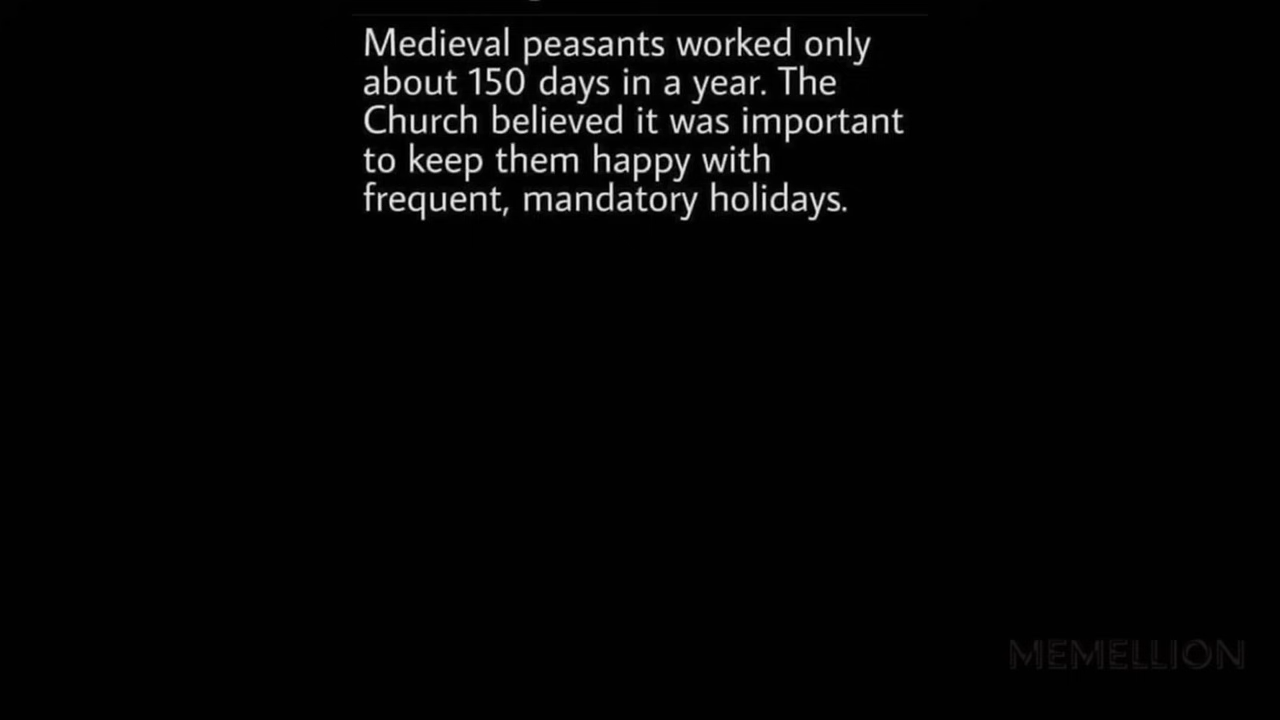 Medieval peasants worked only
about 150 days in a year. The
Church believed it was important
to keep them happy with
frequent, mandatory holidays.
MEMELLION